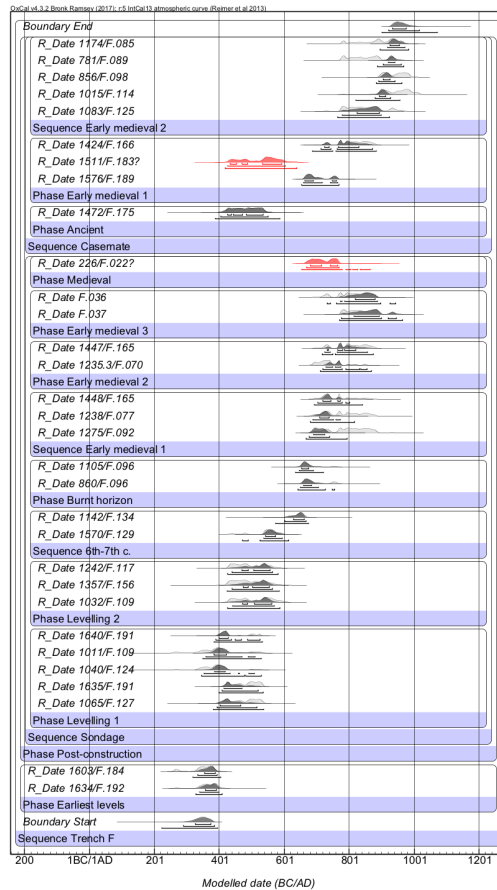 OxCal v4.3.2 Bronk Ramsey (2017); r:5 IntCal13 atmospheric curve (Reimer et al 2013)
Boundary End
R_Date 1174/F.085
R_Date 781/F.089
R_Date 856/F.098
R_Date 1015/F.114
R_Date 1083/F.125
Sequence Early medieval 2
R_Date 1424/F.166
R_Date 1511/F.183?
R_Date 1576/F.189
Phase Early medieval 1
R_Date 1472/F.175
Phase Ancient
Sequence Casemate
R_Date 226/F.022?
Phase Medieval
R_Date F.036
R_Date F.037
Phase Early medieval 3
R_Date 1447/F.165
R_Date 1235.3/F.070
Phase Early medieval 2
R_Date 1448/F.165
R_Date 1238/F.077
R_Date 1275/F.092
Sequence Early medieval 1
R_Date 1105/F.096
R_Date 860/F.096
Phase Burnt horizon
R_Date 1142/F.134
R_Date 1570/F.129
Sequence 6th-7th c.
R_Date 1242/F.117
R_Date 1357/F.156
R_Date 1032/F.109
Phase Levelling 2
R_Date 1640/F.191
R_Date 1011/F.109
R_Date 1040/F.124
R_Date 1635/F.191
R_Date 1065/F.127
Phase Levelling 1
Sequence Sondage
Phase Post-construction
R_Date 1603/F.184
R_Date 1634/F.192
Phase Earliest levels
Boundary Start
Sequence Trench F
200 1BC/1AD 201 401 601 801 1001 1201
Modelled date (BC/AD)